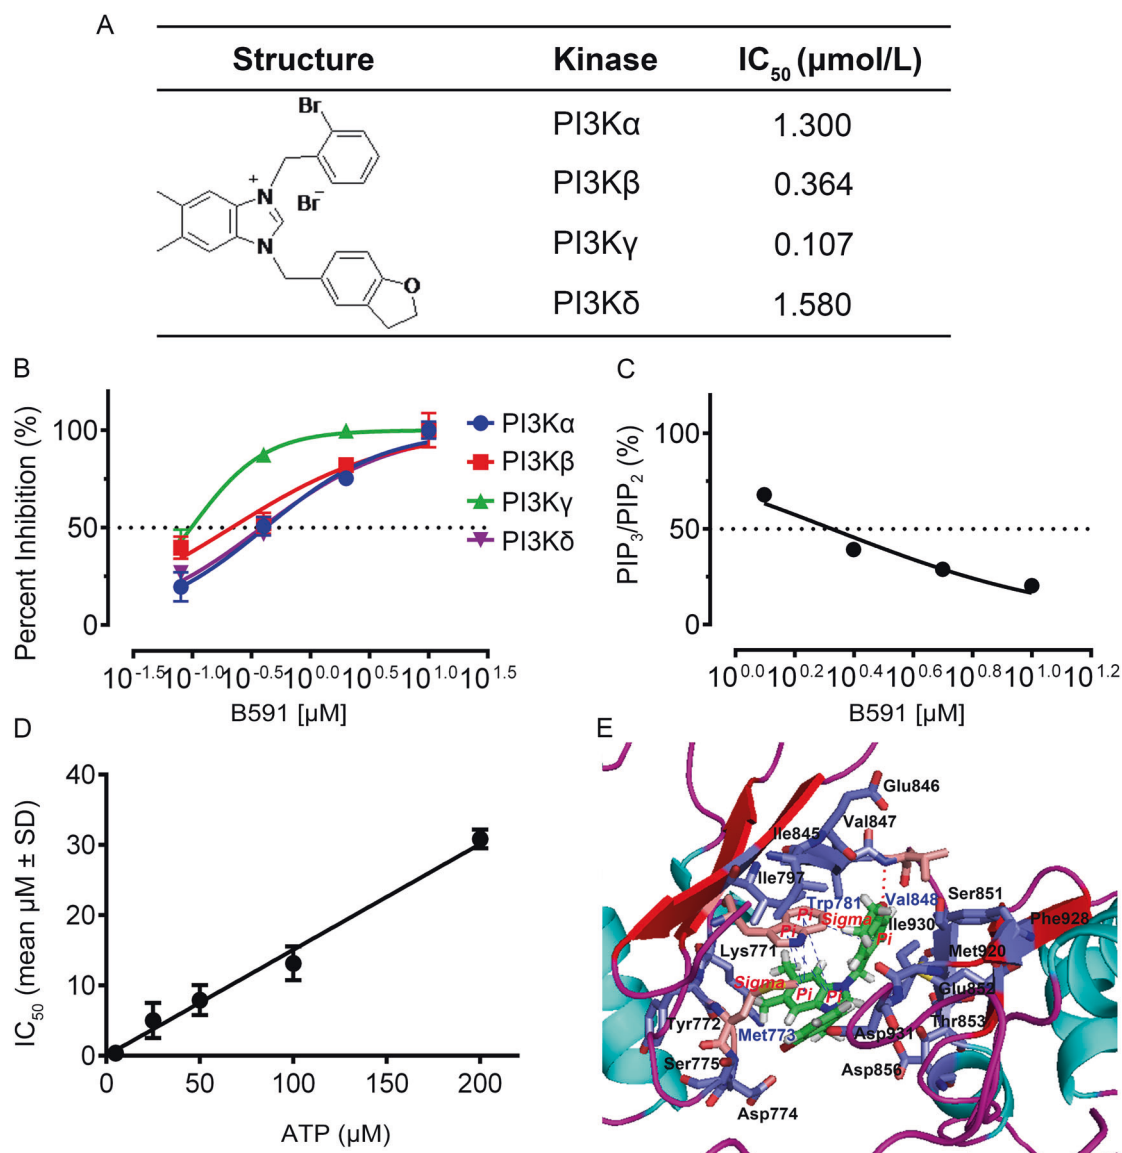 A
Structure Kinase IC50 (µmol/L)
Br
+
N
Br−
N
O
PI3Kα 1.300
PI3Kβ 0.364
PI3Kγ 0.107
PI3Kδ 1.580
B
Percent Inhibition (%)
100
50
0
10-1.5 10-1.0 10-0.5 100.0 100.5 101.0 101.5
B591 [µM]
PI3Kα
PI3Kβ
PI3Kγ
PI3Kδ
C
PIP3/PIP2 (%)
100
50
0
100.0 100.2 100.4 100.6 100.8 101.0 101.2
B591 [µM]
D
IC50 (mean µM ± SD)
40
30
20
10
0
0 50 100 150 200
ATP (µM)
E
Glu846
Val847
Ile845
Ile797
Trp781
Val848
Ser851
Pi
Sigma
Ile930
Phe928
Pi
Pi
Lys771
Met920
Sigma
Glu852
Pi
Pi
Tyr772
Met773
Asp931
Thr853
Ser775
Asp856
Asp774